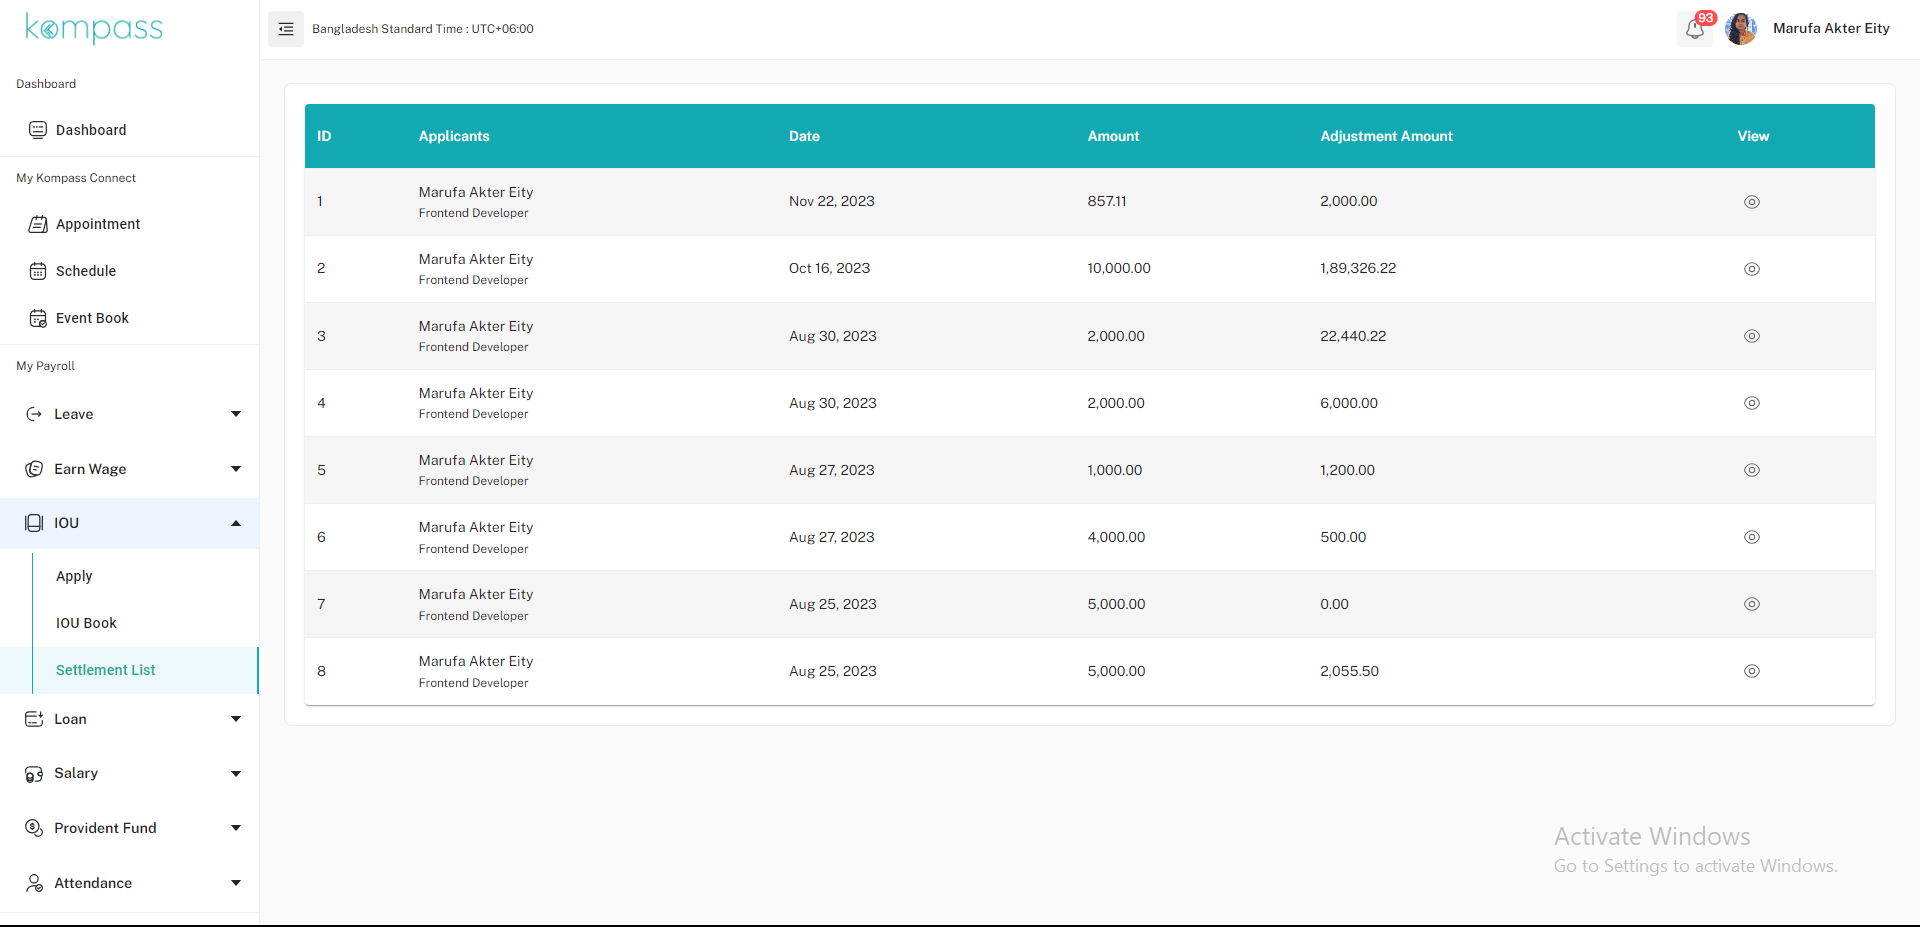 kompass
Bangladesh Standard Time : UTC+06:00
93
Marufa Akter Eity
Dashboard
Dashboard
My Kompass Connect
Appointment
Schedule
Event Book
My Payroll
Leave
Earn Wage
IOU
Apply
IOU Book
Settlement List
Loan
Salary
Provident Fund
Attendance
ID Applicants Date Amount Adjustment Amount View
1 Marufa Akter Eity Nov 22, 2023 857.11 2,000.00
Frontend Developer
2 Marufa Akter Eity Oct 16, 2023 10,000.00 1,89,326.22
Frontend Developer
3 Marufa Akter Eity Aug 30, 2023 2,000.00 22,440.22
Frontend Developer
4 Marufa Akter Eity Aug 30, 2023 2,000.00 6,000.00
Frontend Developer
5 Marufa Akter Eity Aug 27, 2023 1,000.00 1,200.00
Frontend Developer
6 Marufa Akter Eity Aug 27, 2023 4,000.00 500.00
Frontend Developer
7 Marufa Akter Eity Aug 25, 2023 5,000.00 0.00
Frontend Developer
8 Marufa Akter Eity Aug 25, 2023 5,000.00 2,055.50
Frontend Developer
Activate Windows
Go to Settings to activate Windows.